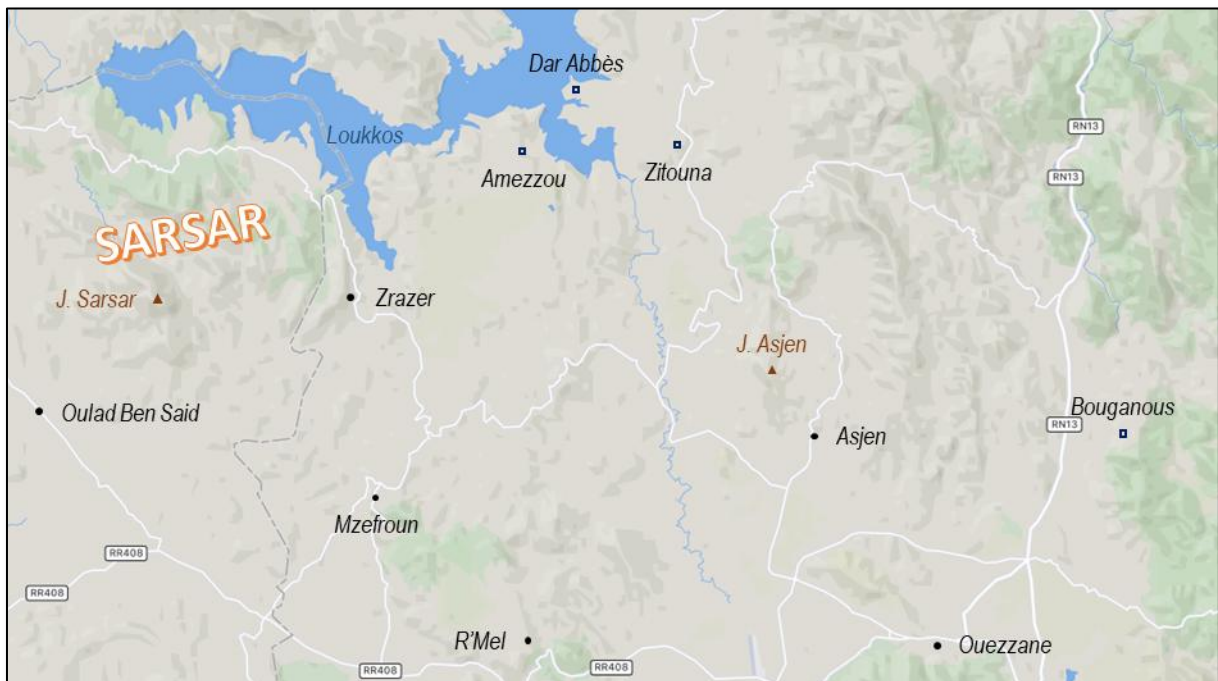 Dar Abbès
RN13
Loukkos
Amezzou
Zitouna
RN13
SARSAR
J. Sarsar
Zrazer
J. Asjen
Oulad Ben Said
Bouganous
RN13
Asjen
Mzefroun
RR408
RR408
R'Mel
RR408
RR408
Ouezzane